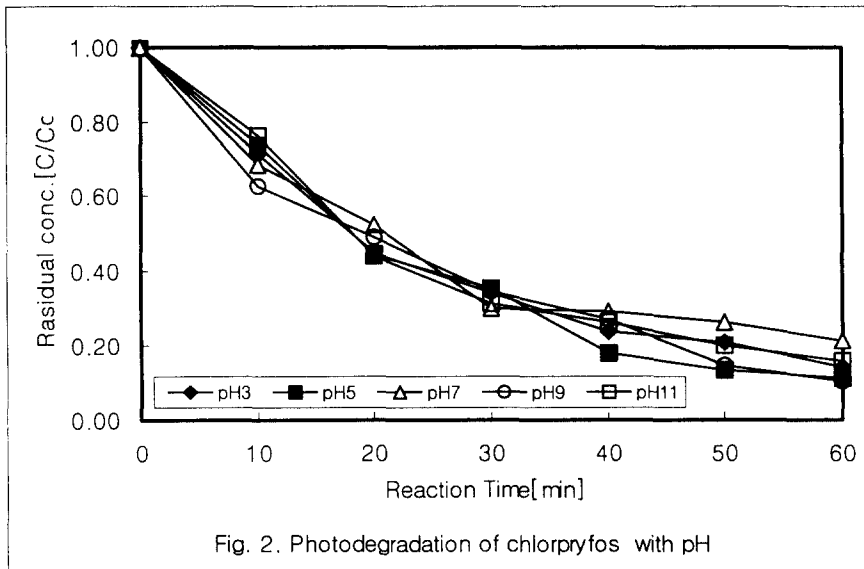 1.00
0.80
0.60
0.40
0.20
0.00
Rasidual conc.[C/Cc
pH3 pH5 pH7 pH9 pH11
0 10 20 30 40 50 60
Reaction Time[min]
Fig. 2. Photodegradation of chlorpryfos with pH